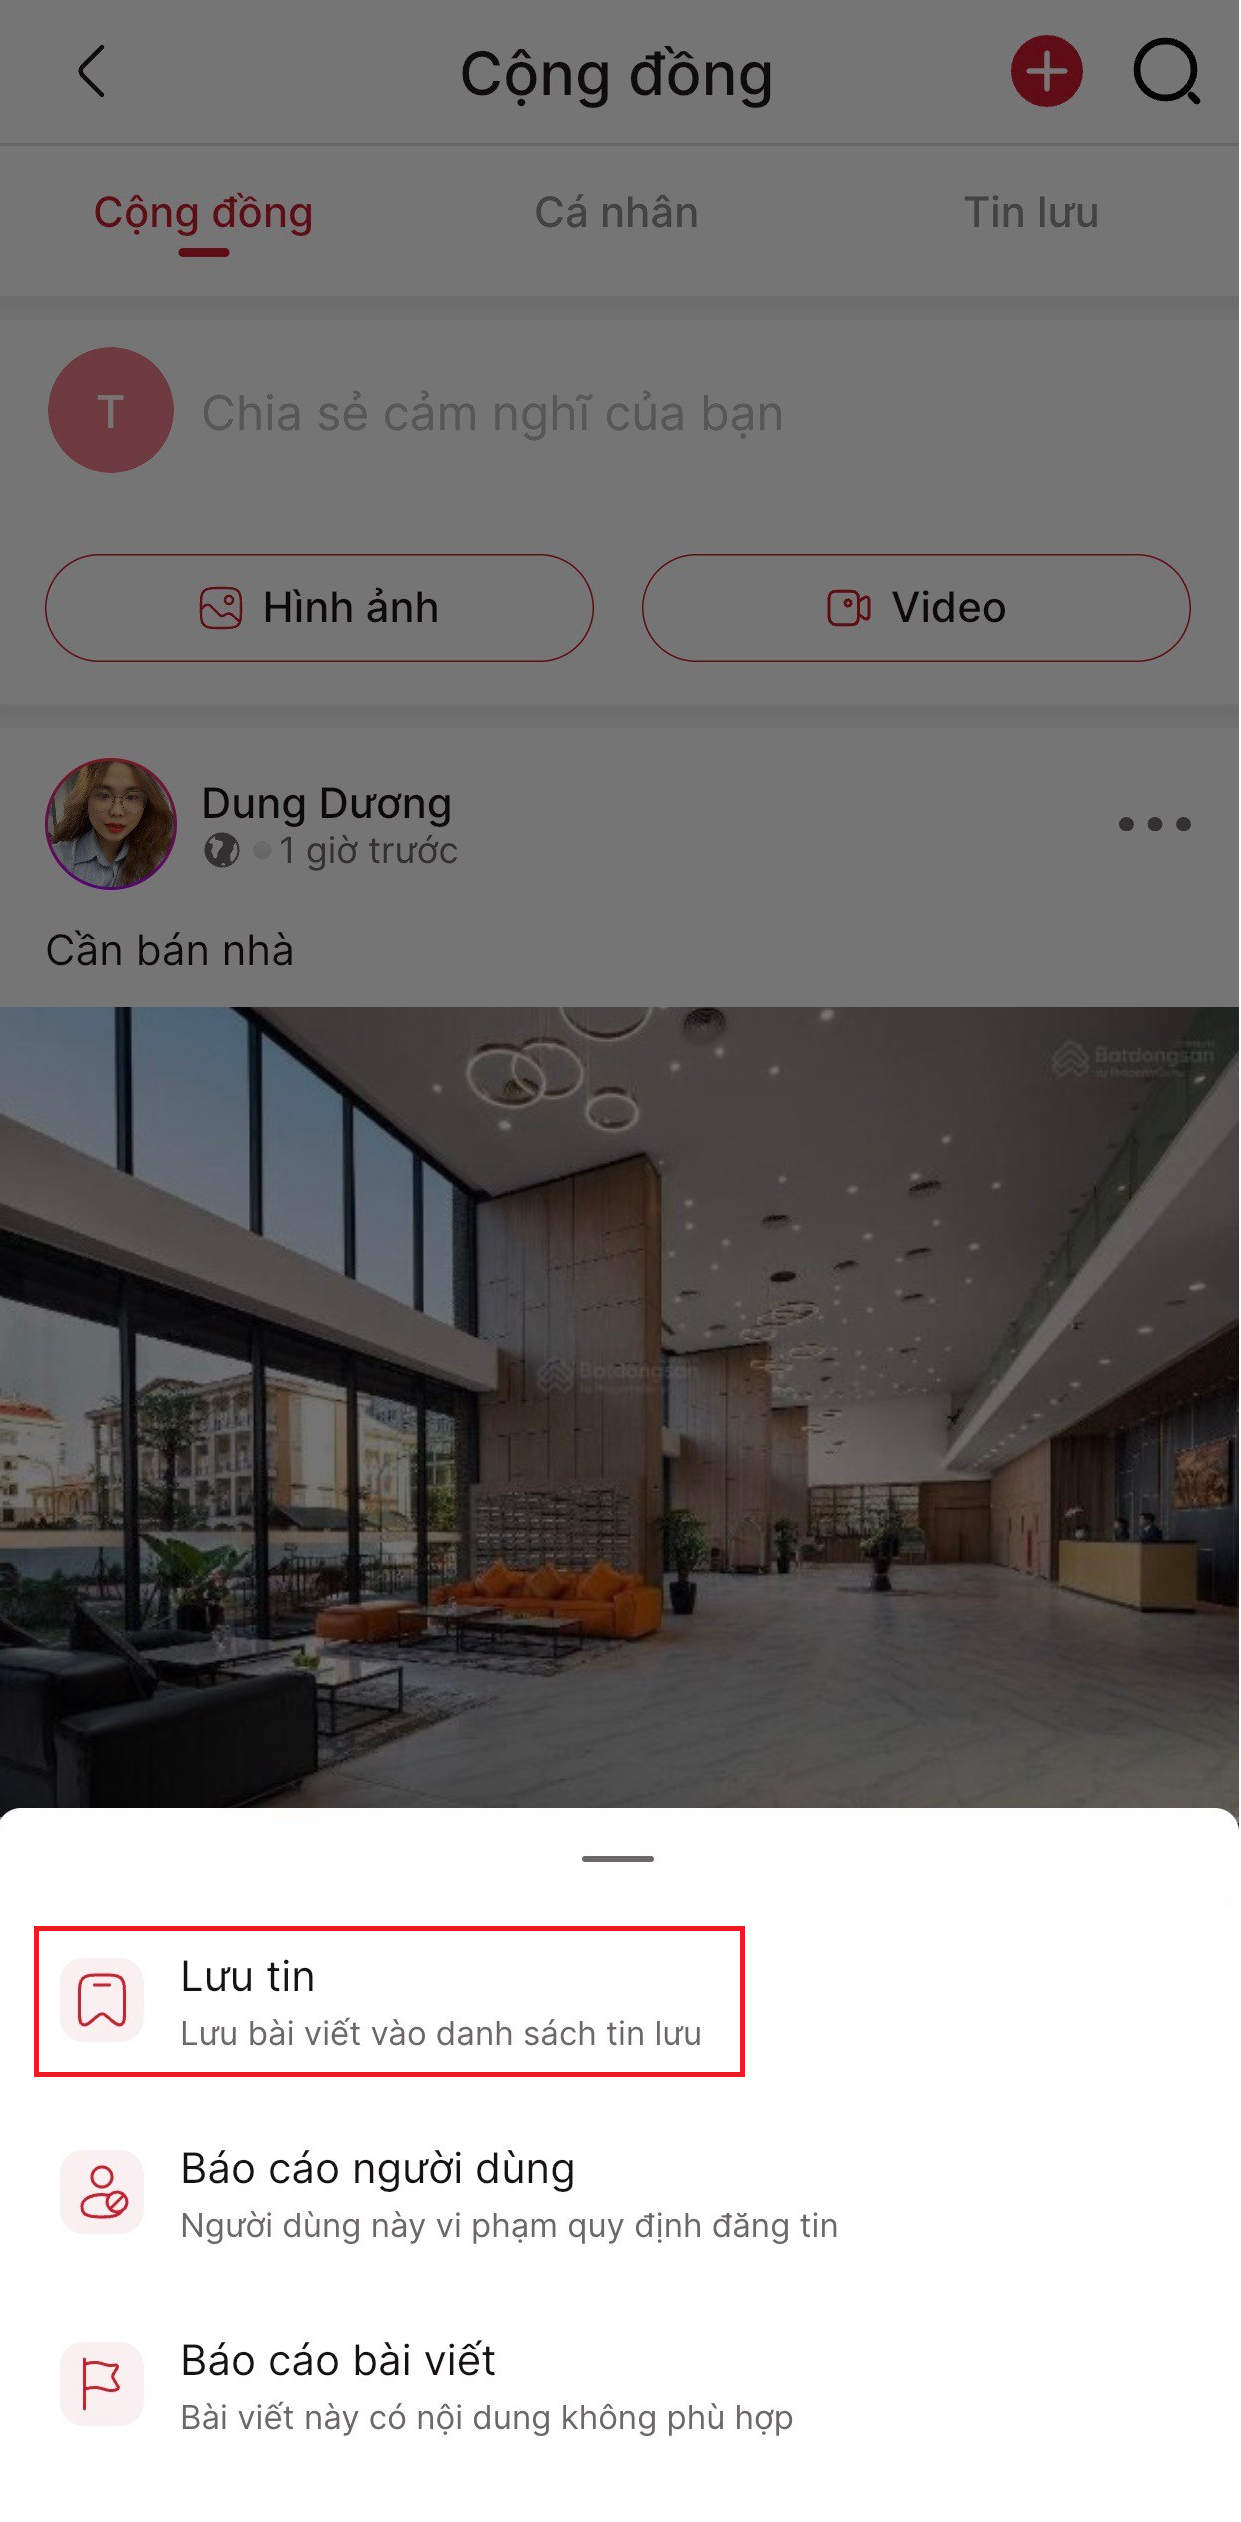 Cộng đồng
Cộng đồng
Cá nhân
Tin lưu
T
Chia sẻ cảm nghĩ của bạn
Hình ảnh
Video
Dung Dương
1 giờ trước
Cần bán nhà
Batdongsan
Batdongsan
Lưu tin
Lưu bài viết vào danh sách tin lưu
Báo cáo người dùng
Người dùng này vi phạm quy định đăng tin
Báo cáo bài viết
Bài viết này có nội dung không phù hợp